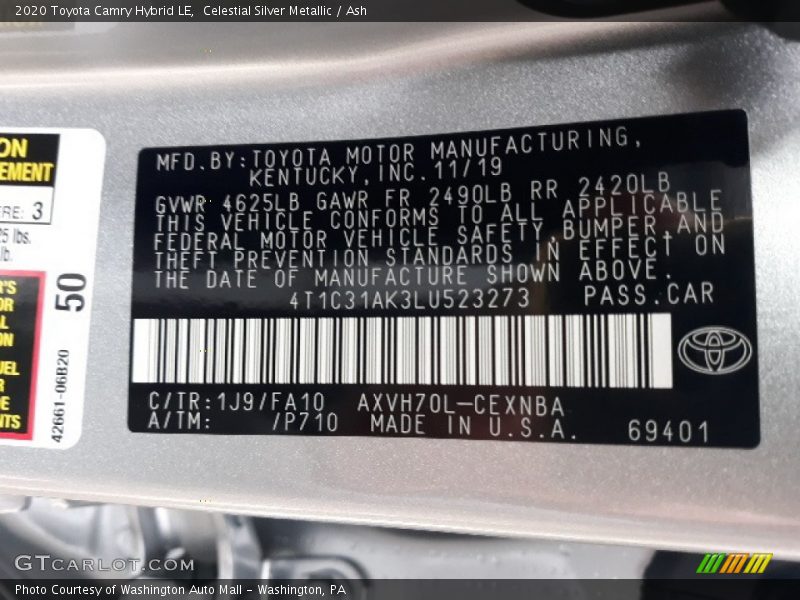 2020 Toyota Camry Hybrid LE,  Celestial Silver Metallic / Ash
ON
EMENT
3
5 lbs.
lb.
50
42661-06B20
MFD.BY:TOYOTA MOTOR MANUFACTURING,
KENTUCKY,INC.11/19
GVWR 4625LB GAWR FR 2490LB RR 2420LB
THIS VEHICLE CONFORMS TO ALL APPLICABLE
FEDERAL MOTOR VEHICLE SAFETY,BUMPER,AND
THEFT PREVENTION STANDARDS IN EFFECT ON
THE DATE OF MANUFACTURE SHOWN ABOVE.
4T1C31AK3LU523273 PASS.CAR
C/TR:1J9/FA10 AXVH70L-CEXNBA
A/TM: /P710 MADE IN U.S.A. 69401
GTCARLOT.COM
Photo Courtesy of Washington Auto Mall - Washington, PA